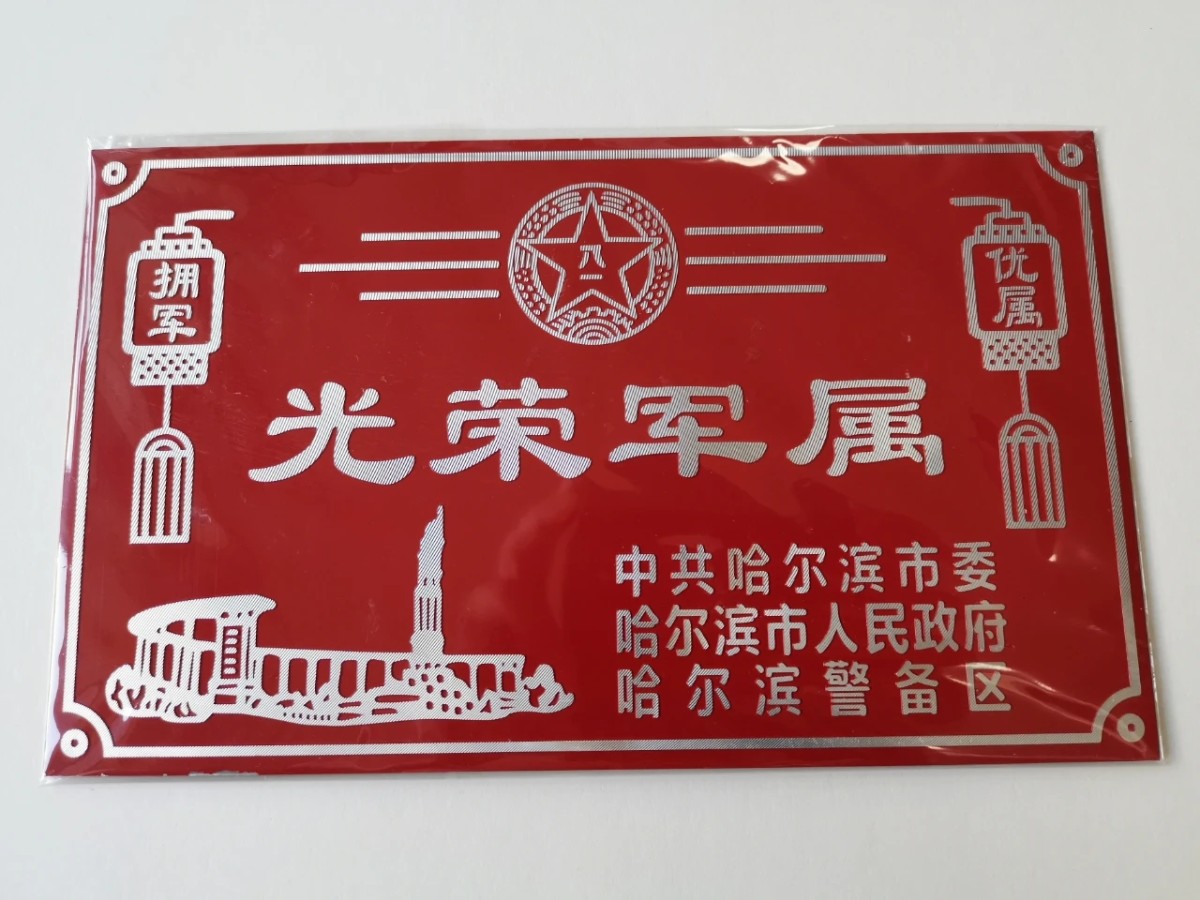 八一
拥军
优属
光荣军属
中共哈尔滨市委
哈尔滨市人民政府
哈尔滨警备区